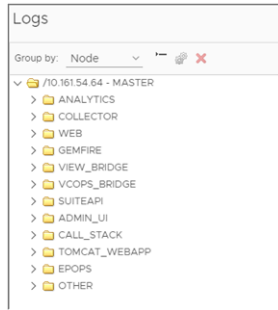 Logs
Group by: Node
/10.161.54.64 - MASTER
ANALYTICS
COLLECTOR
WEB
GEMFIRE
VIEW_BRIDGE
VCOPS_BRIDGE
SUITEAPI
ADMIN_UI
CALL_STACK
TOMCAT_WEBAPP
EPOPS
OTHER